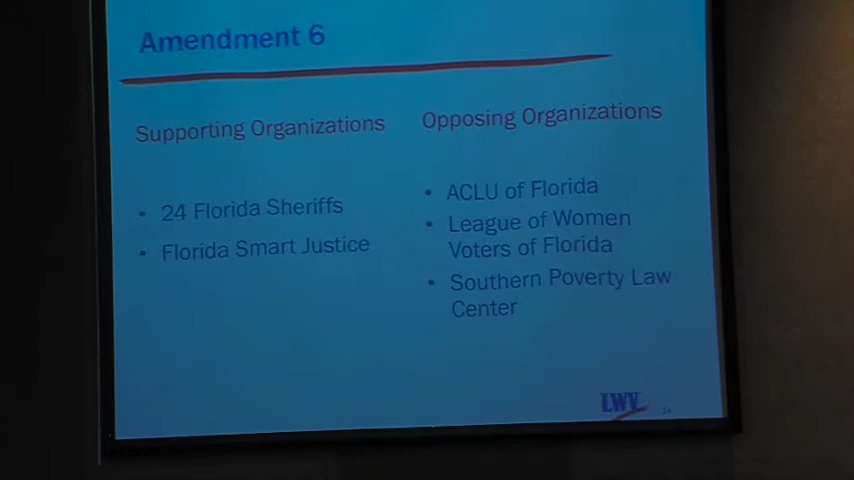 Amendment 6
Supporting Organizations
• 24 Florida Sheriffs
• Florida Smart Justice
Opposing Organizations
• ACLU of Florida
• League of Women
Voters of Florida
• Southern Poverty Law
Center
LWV